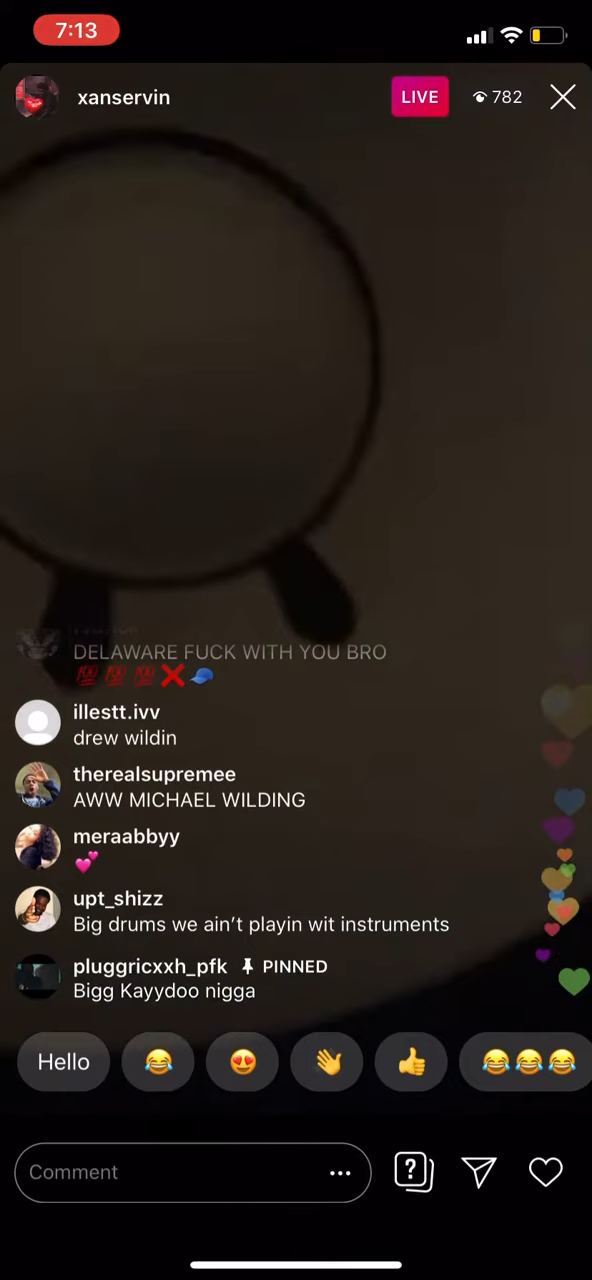 7:13
xanservin
LIVE
782
DELAWARE FUCK WITH YOU BRO
💯 💯 💯 ❌ 🧢
illestt.ivv
drew wildin
therealsupremee
AWW MICHAEL WILDING
meraabbyy
💕
upt_shizz
Big drums we ain’t playin wit instruments
pluggricxxh_pfk 📌 PINNED
Bigg Kayydoo nigga
Hello 😂 😍 👋 👍 😂 😂 😂
Comment ... ?